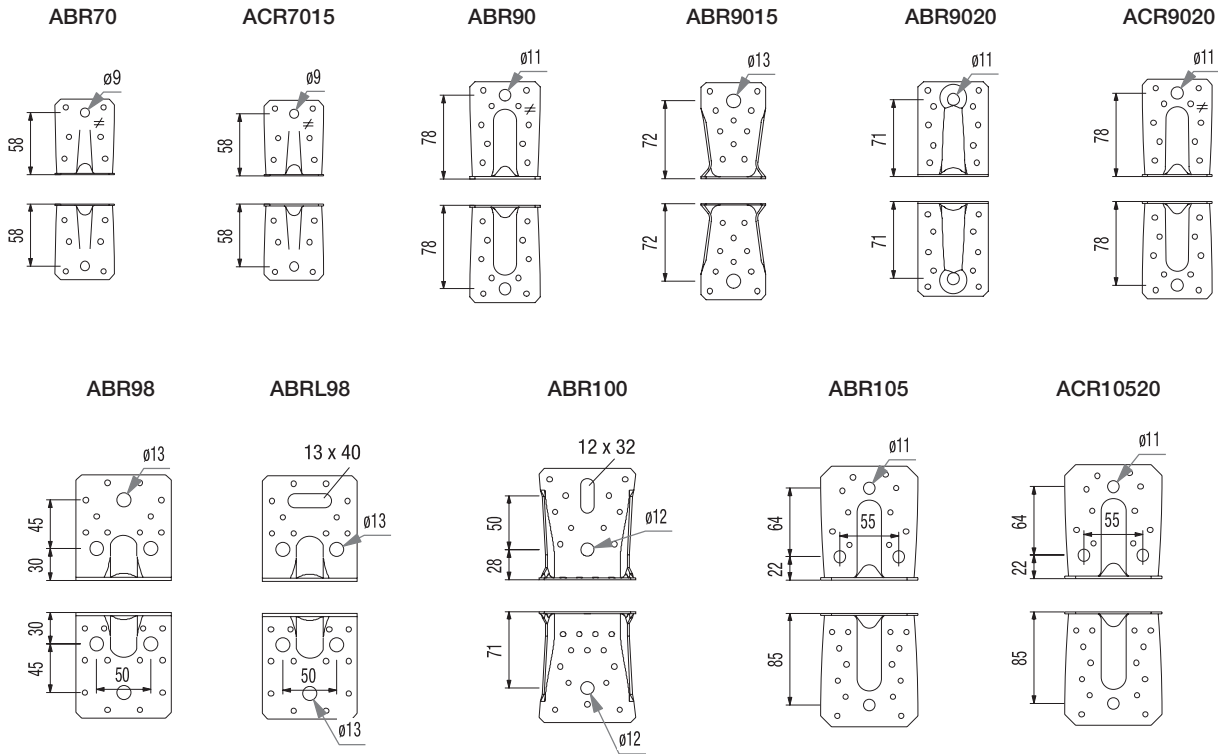 ABR70
ACR7015
ABR90
ABR9015
ABR9020
ACR9020
ø9
ø9
ø11
ø13
ø11
ø11
≠
≠
≠
≠
58
58
78
72
71
78
58
58
78
72
71
78
ABR98
ABRL98
ABR100
ABR105
ACR10520
ø13
13 x 40
12 x 32
ø11
ø11
45
30
ø13
50
28
ø12
64
55
22
64
55
22
30
45
50
50
ø13
71
ø12
85
85